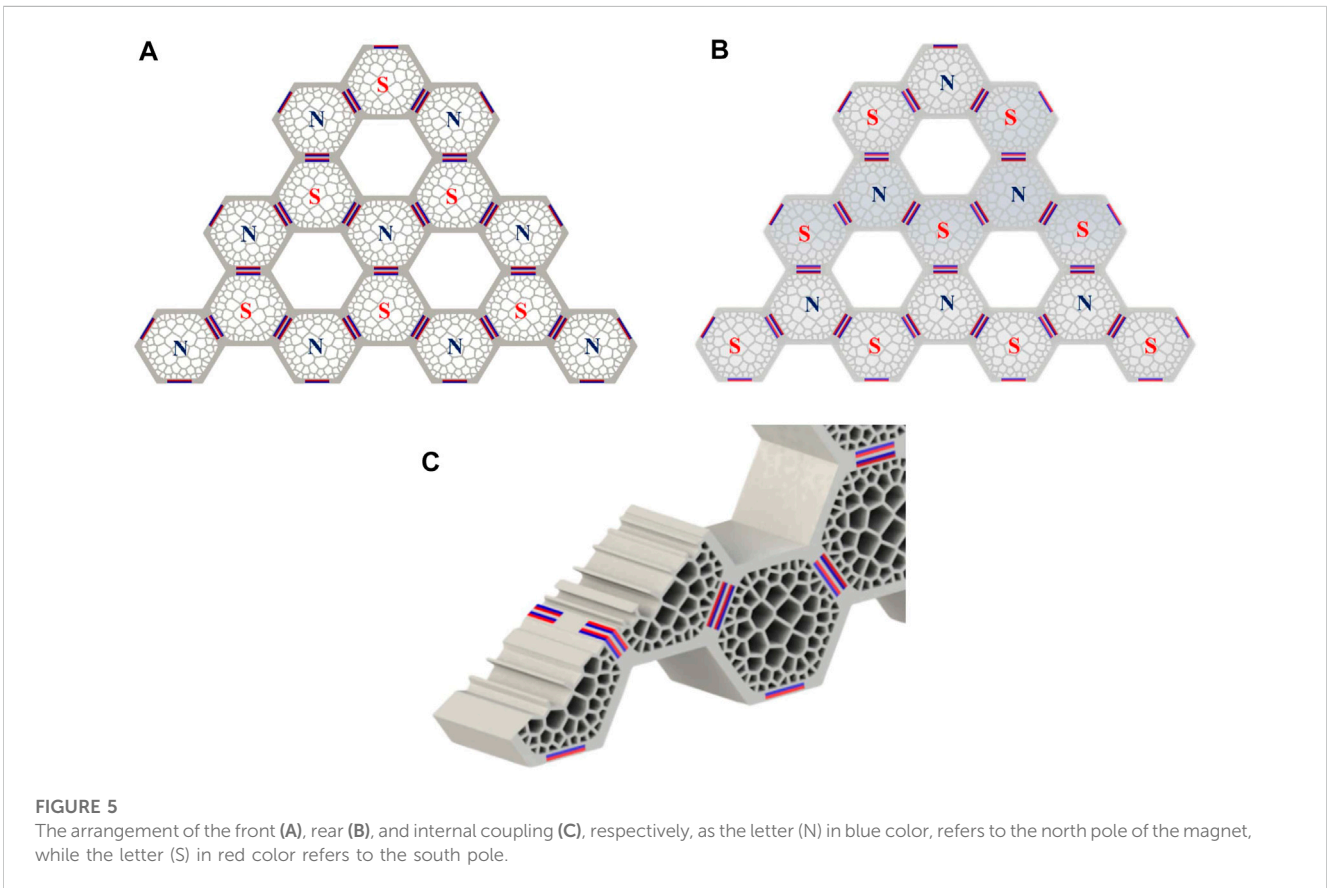 A
B
S
N
N
N
S
S
S
S
N
N
N
N
N
S
S
S
S
S
S
N
N
N
N
N
N
N
S
S
S
S
C
FIGURE 5
The arrangement of the front (A), rear (B), and internal coupling (C), respectively, as the letter (N) in blue color, refers to the north pole of the magnet,
while the letter (S) in red color refers to the south pole.